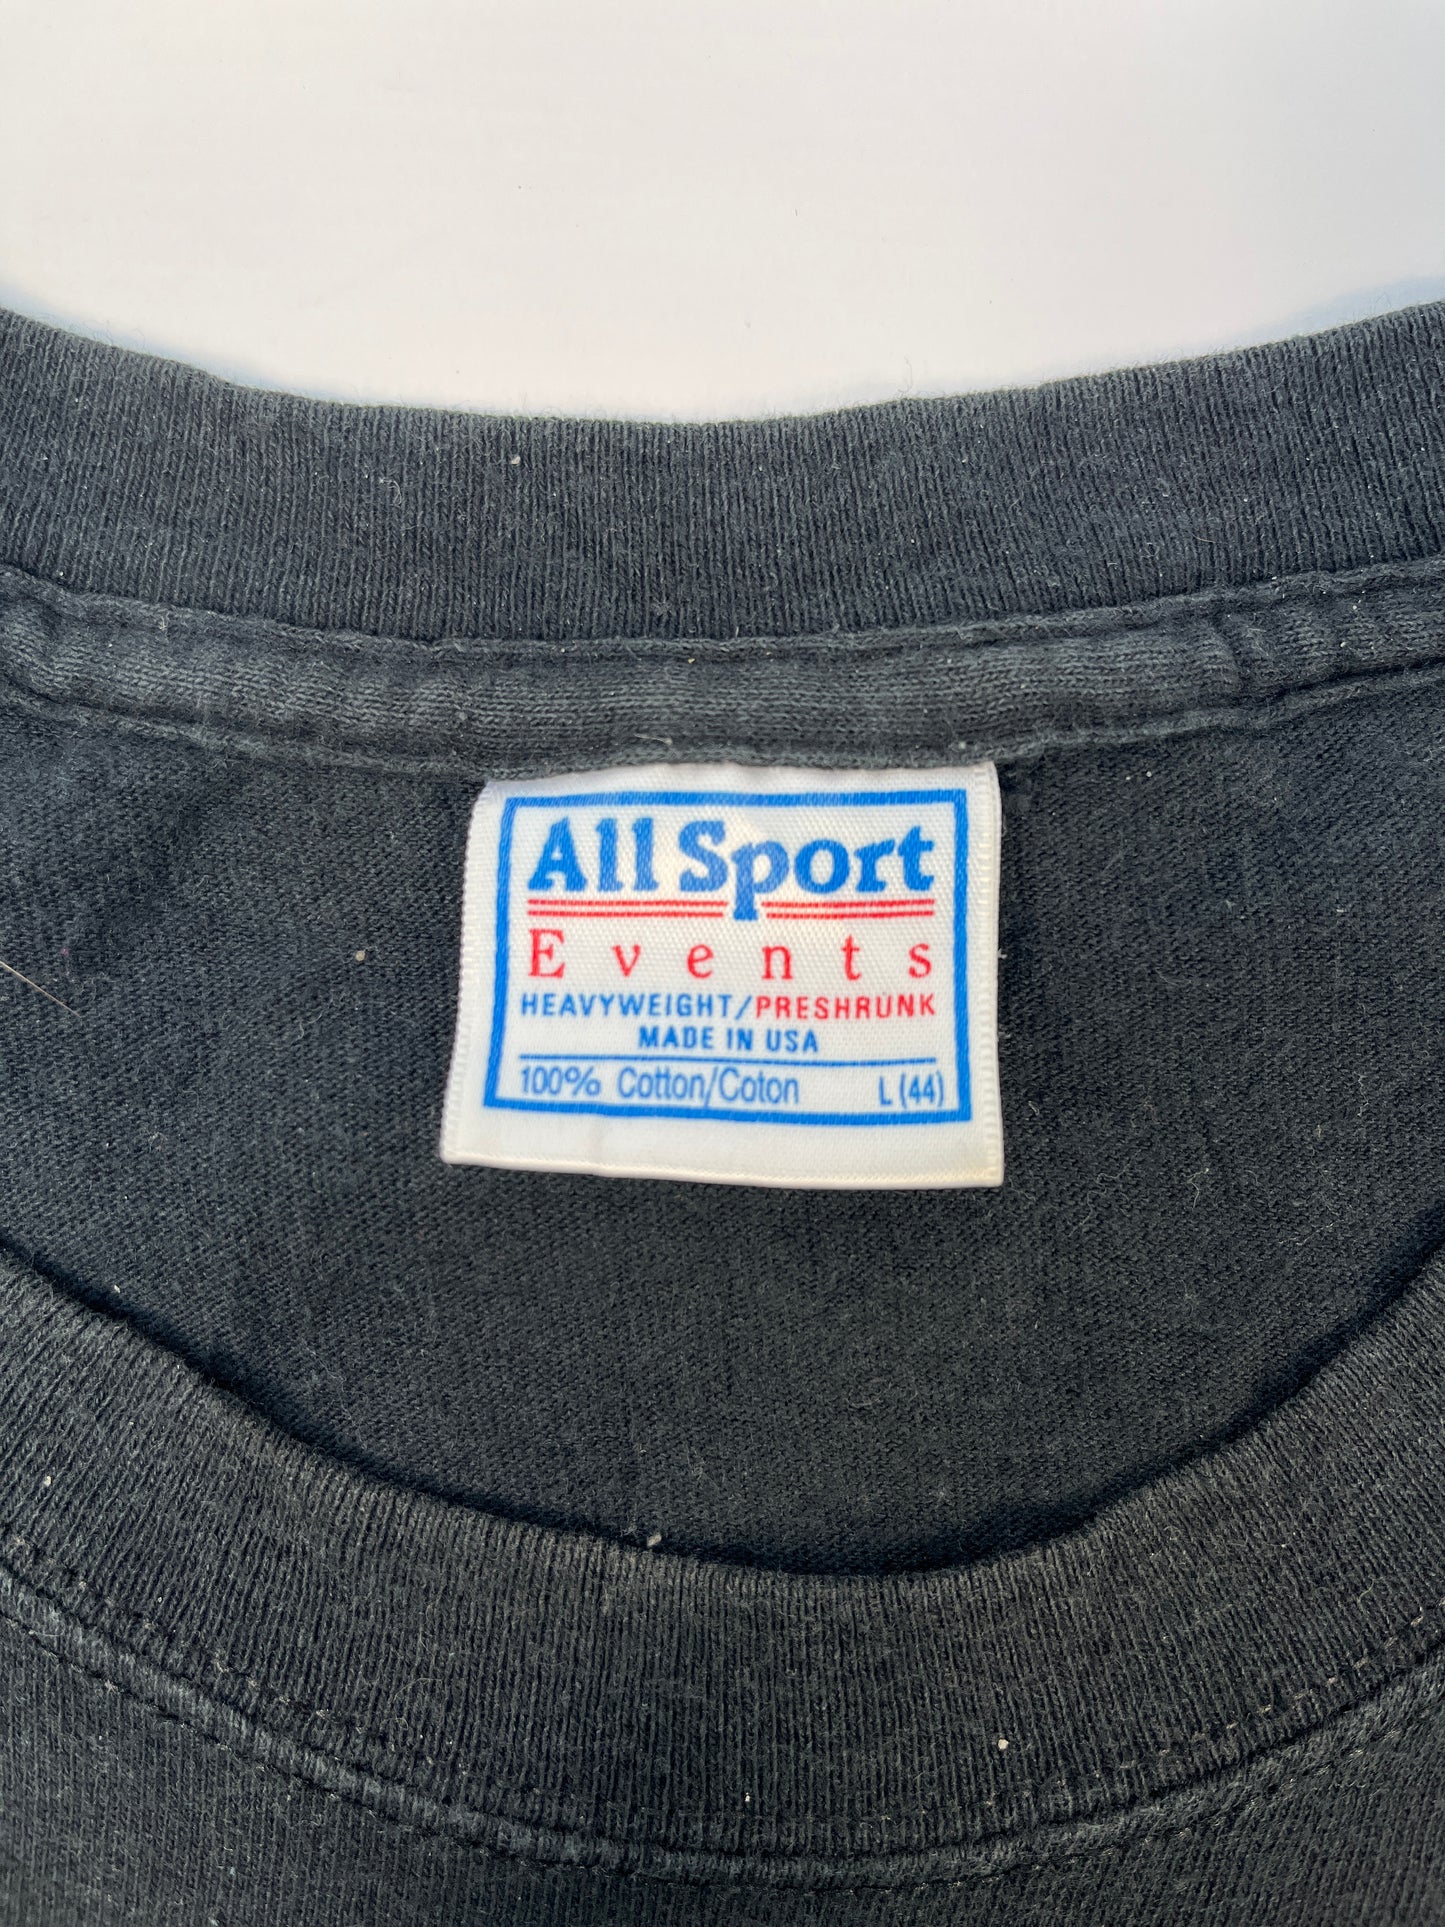 All Sport
Events
HEAVYWEIGHT/PRESHRUNK
MADE IN USA
100% Cotton/Coton L (44)